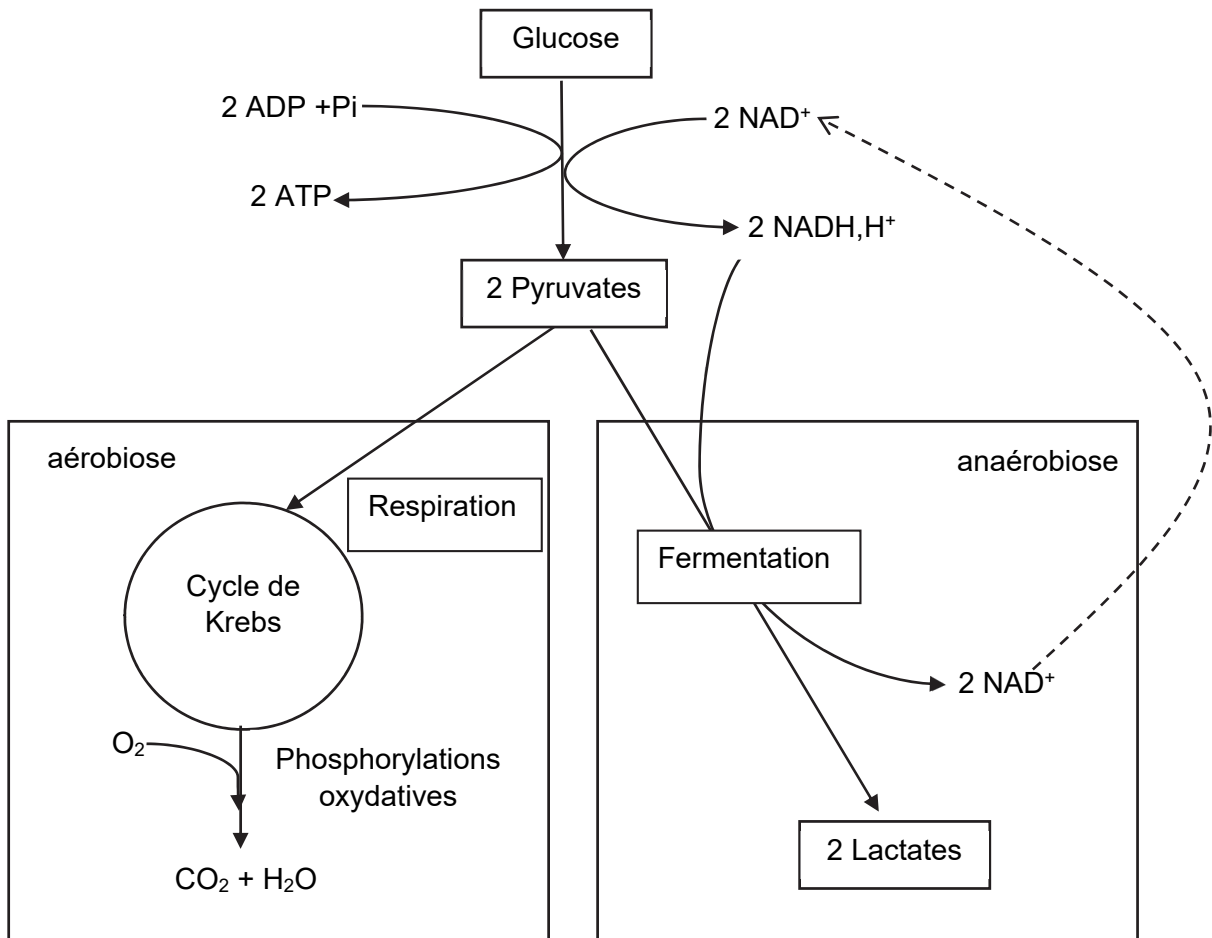 Glucose
2 ADP +Pi
2 NAD⁺
2 ATP
2 NADH,H⁺
2 Pyruvates
aérobiose
Respiration
Cycle de
Krebs
O₂
Phosphorylations
oxydatives
CO₂ + H₂O
anaérobiose
Fermentation
2 NAD⁺
2 Lactates